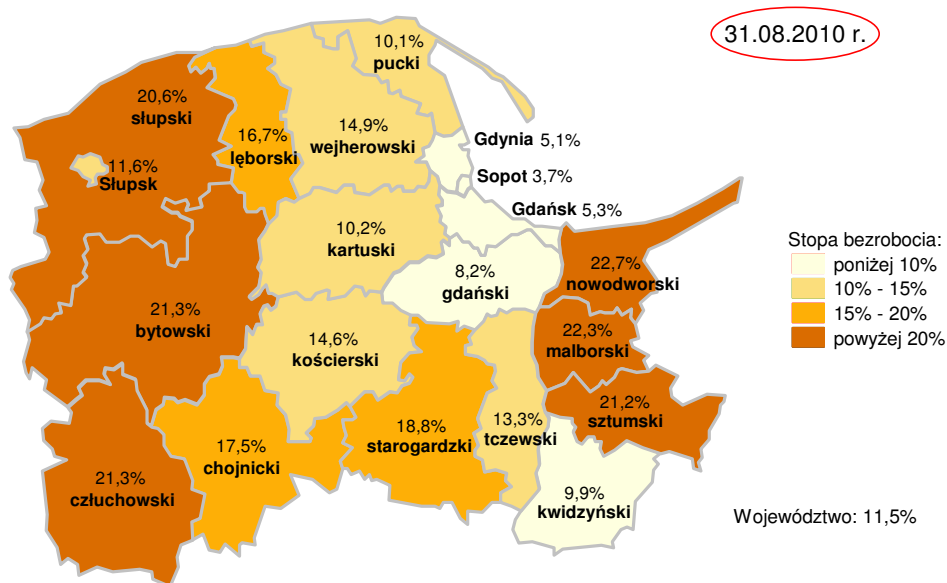 31.08.2010 r.
10,1%
pucki
20,6%
słupski
16,7%
lęborski
14,9%
wejherowski
Gdynia 5,1%
11,6%
Słupsk
Sopot 3,7%
Gdańsk 5,3%
10,2%
kartuski
8,2%
gdański
22,7%
nowodworski
Stopa bezrobocia:
poniżej 10%
10% - 15%
15% - 20%
powyżej 20%
21,3%
bytowski
14,6%
kościerski
22,3%
malborski
21,2%
sztumski
17,5%
chojnicki
18,8%
starogardzki
13,3%
tczewski
21,3%
człuchowski
9,9%
kwidzyński
Województwo: 11,5%